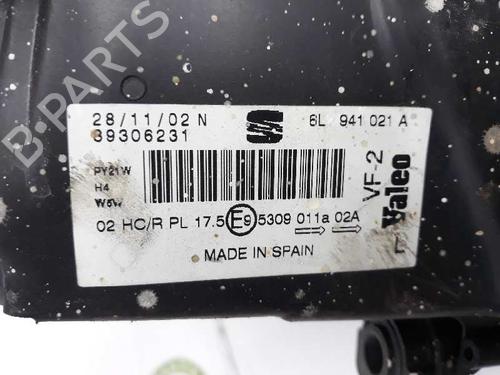 B-PARTS
28/11/02 N 6L 941 021 A
89306231
PY21W
H4
W5W
VF 2
Valeo
L
02 HC/R PL 17.5 E9 5309 011a 02A
MADE IN SPAIN